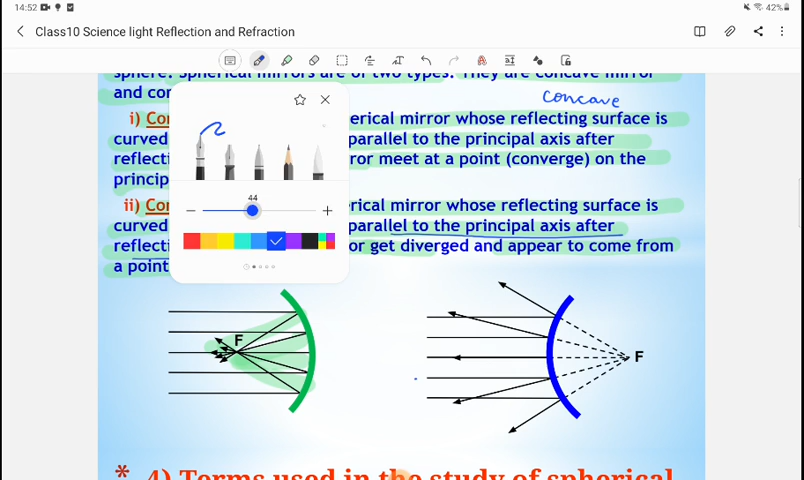 14:52
42%
Class10 Science light Reflection and Refraction
sphere. Spherical mirrors are of two types. They are concave mirror
and con
concave
i) Con
erical mirror whose reflecting surface is
curved
parallel to the principal axis after
reflecti
ror meet at a point (converge) on the
princip
44
ii) Con
erical mirror whose reflecting surface is
curved
parallel to the principal axis after
reflecti
or get diverged and appear to come from
a point
F
F
* 4) Terms used in the study of spherical